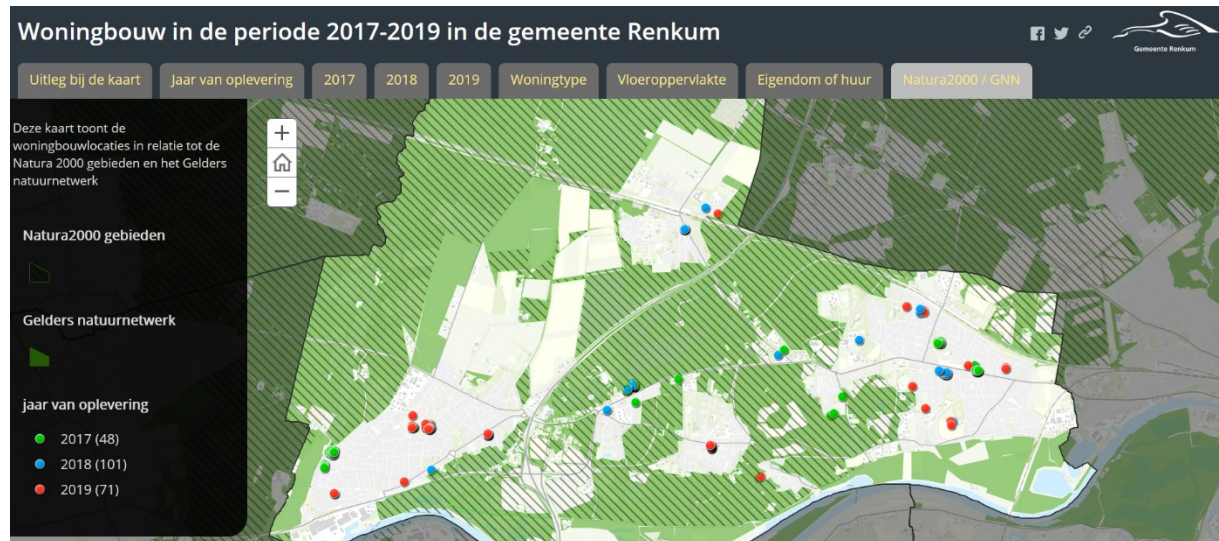 Woningbouw in de periode 2017-2019 in de gemeente Renkum
Gemeente Renkum
Uitleg bij de kaart
Jaar van oplevering
2017
2018
2019
Woningtype
Vloeroppervlakte
Eigendom of huur
Natura2000 / GNN
Deze kaart toont de
woningbouwlocaties in relatie tot de
Natura 2000 gebieden en het Gelders
natuurnetwerk
+
−
Natura2000 gebieden
Gelders natuurnetwerk
jaar van oplevering
2017 (48)
2018 (101)
2019 (71)